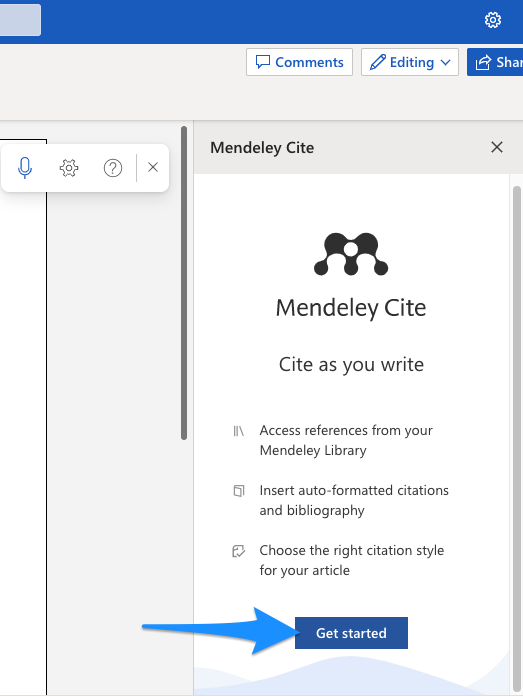 Comments
Editing
Mendeley Cite
Mendeley Cite
Cite as you write
Access references from your
Mendeley Library
Insert auto-formatted citations
and bibliography
Choose the right citation style
for your article
Get started